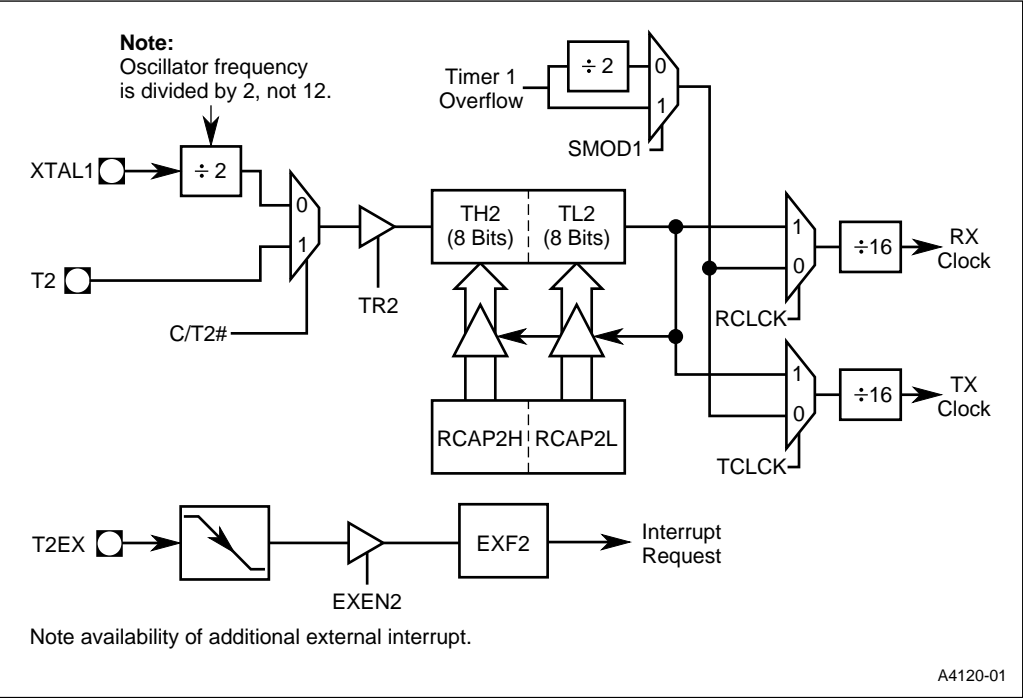 Note:
Oscillator frequency
is divided by 2, not 12.
Timer 1
Overflow
÷ 2
0
1
SMOD1
XTAL1
÷ 2
0
1
T2
C/T2#
TR2
TH2
(8 Bits)
TL2
(8 Bits)
1
0
RCLCK
÷16
RX
Clock
1
0
TCLCK
÷16
TX
Clock
RCAP2H
RCAP2L
T2EX
EXEN2
EXF2
Interrupt
Request
Note availability of additional external interrupt.
A4120-01